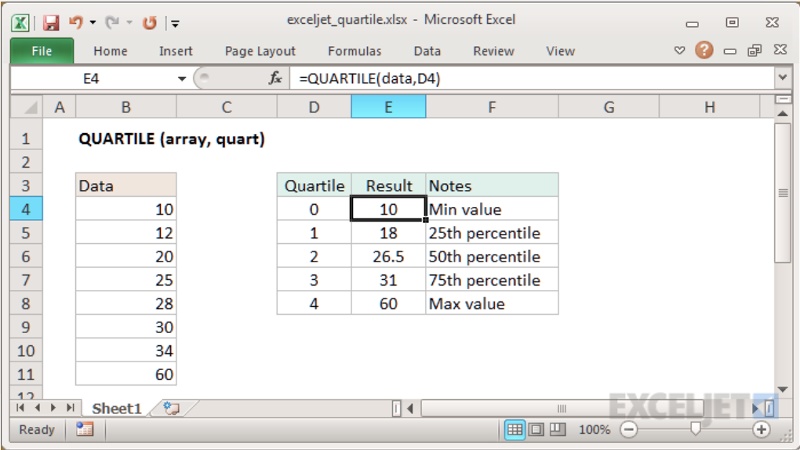 exceljet_quartile.xlsx - Microsoft Excel
File Home Insert Page Layout Formulas Data Review View
E4 fx =QUARTILE(data,D4)
A B C D E F G H
1 QUARTILE (array, quart)
2
3 Data Quartile Result Notes
4 10 0 10 Min value
5 12 1 18 25th percentile
6 20 2 26.5 50th percentile
7 25 3 31 75th percentile
8 28 4 60 Max value
9 30
10 34
11 60
12
Sheet1
EXCELJET
Ready 100%